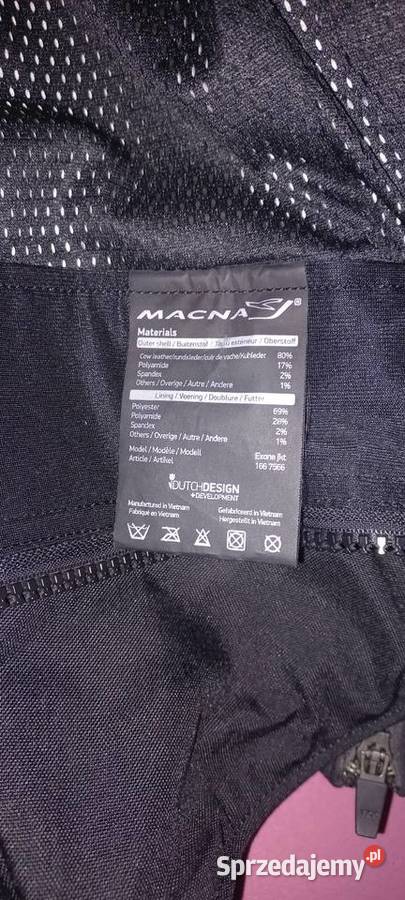 MACNA ®
Materials
Outer shell / Buitenstof / Tissu extérieur / Oberstoff
Cow leather/rundsleder/cuir de vache/Kuhleder 80%
Polyamide 17%
Spandex 2%
Others / Overige / Autre / Andere 1%
Lining / Voering / Doublure / Futter
Polyester 69%
Polyamide 28%
Spandex 2%
Others / Overige / Autre / Andere 1%
Model / Modèle / Modell Exone Jkt
Article / Artikel 166 7566
DUTCHDESIGN
+DEVELOPMENT
Manufactured in Vietnam Gefabriceerd in Vietnam
Fabriqué en Vietnam Hergestellt in Vietnam
Sprzedajemy.pl